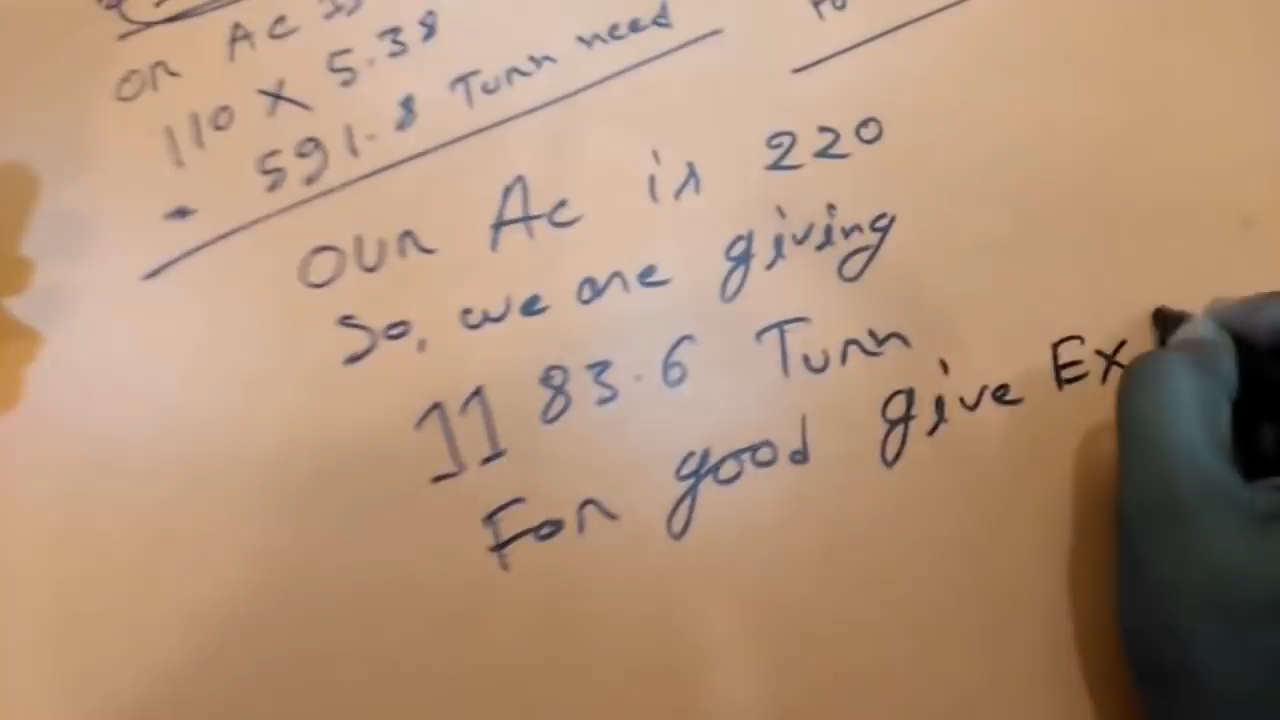 OR AC
110 X 5.38
= 591.8 Turn need
OUR AC is 220
So, we are giving
1183.6 Turn
For good give Ex